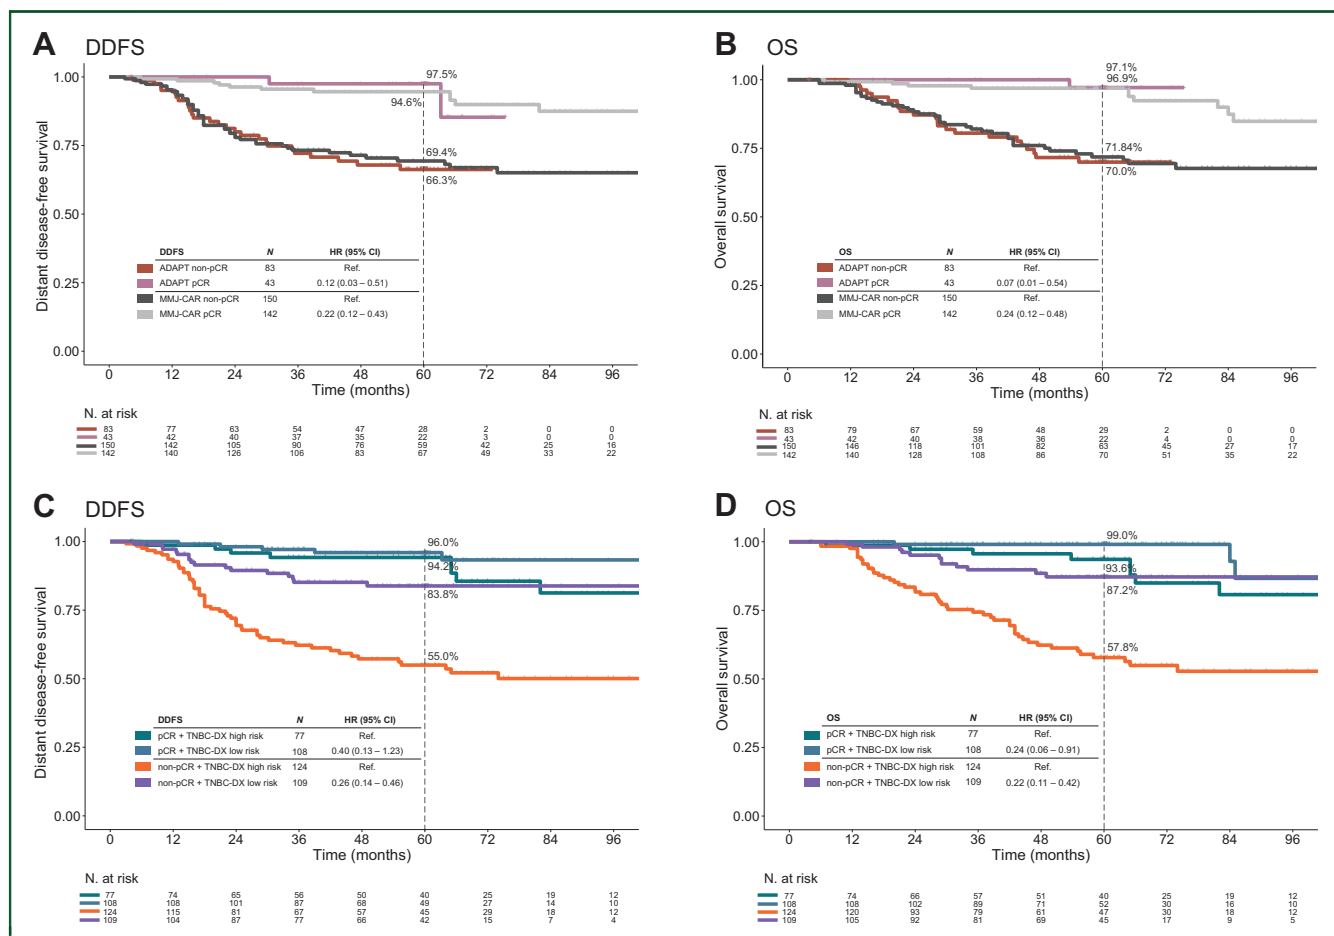 A DDFS
Distant disease-free survival
1.00
0.75
0.50
0.25
0.00
97.5%
94.6%
69.4%
66.3%
DDFS N HR (95% CI)
ADAPT non-pCR 83 Ref.
ADAPT pCR 43 0.12 (0.03 – 0.51)
MMJ-CAR non-pCR 150 Ref.
MMJ-CAR pCR 142 0.22 (0.12 – 0.43)
0 12 24 36 48 60 72 84 96
Time (months)
N. at risk
83 77 63 54 47 28 2 0 0
43 42 40 37 35 22 3 0 0
150 142 105 90 76 59 42 25 16
142 140 126 106 83 67 49 33 22
B OS
Overall survival
1.00
0.75
0.50
0.25
0.00
97.1%
96.9%
71.84%
70.0%
OS N HR (95% CI)
ADAPT non-pCR 83 Ref.
ADAPT pCR 43 0.07 (0.01 – 0.54)
MMJ-CAR non-pCR 150 Ref.
MMJ-CAR pCR 142 0.24 (0.12 – 0.48)
0 12 24 36 48 60 72 84 96
Time (months)
N. at risk
83 79 67 59 48 29 2 0 0
43 42 40 38 36 22 4 0 0
150 146 118 101 82 63 45 27 17
142 140 128 108 86 70 51 35 22
C DDFS
Distant disease-free survival
1.00
0.75
0.50
0.25
0.00
96.0%
94.2%
83.8%
55.0%
DDFS N HR (95% CI)
pCR + TNBC-DX high risk 77 Ref.
pCR + TNBC-DX low risk 108 0.40 (0.13 – 1.23)
non-pCR + TNBC-DX high risk 124 Ref.
non-pCR + TNBC-DX low risk 109 0.26 (0.14 – 0.46)
0 12 24 36 48 60 72 84 96
Time (months)
N. at risk
77 74 65 56 50 40 25 19 12
108 108 101 87 68 49 27 14 10
124 115 81 67 57 45 29 18 12
109 104 87 77 66 42 15 7 4
D OS
Overall survival
1.00
0.75
0.50
0.25
0.00
99.0%
93.6%
87.2%
57.8%
OS N HR (95% CI)
pCR + TNBC-DX high risk 77 Ref.
pCR + TNBC-DX low risk 108 0.24 (0.06 – 0.91)
non-pCR + TNBC-DX high risk 124 Ref.
non-pCR + TNBC-DX low risk 109 0.22 (0.11 – 0.42)
0 12 24 36 48 60 72 84 96
Time (months)
N. at risk
77 74 66 57 51 40 25 19 12
108 108 102 89 71 52 30 16 10
124 120 93 79 61 47 30 18 12
109 105 92 81 69 45 17 9 5